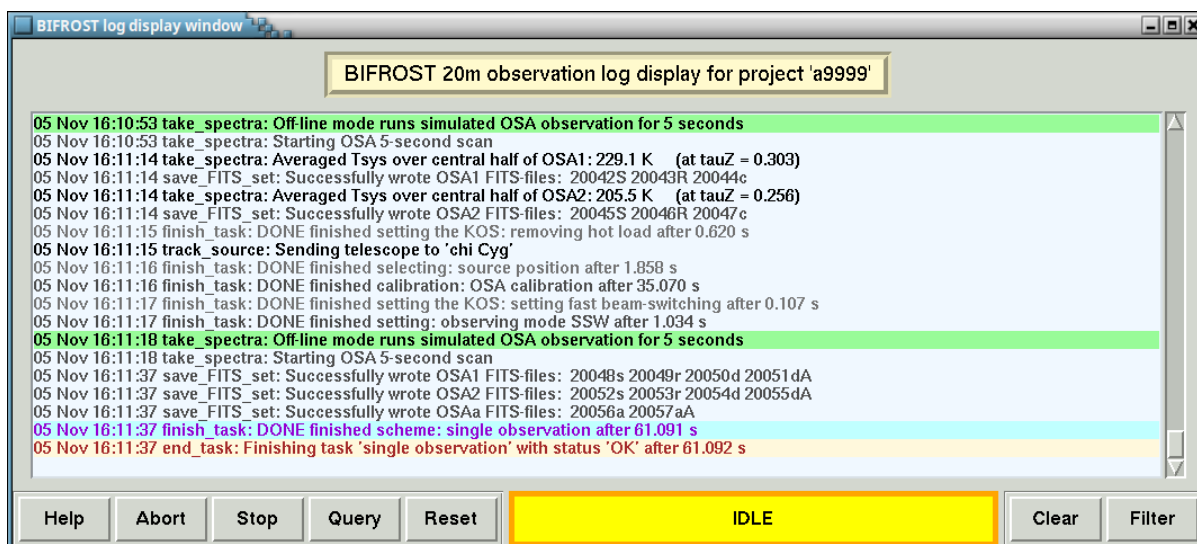 BIFROST log display window
BIFROST 20m observation log display for project 'a9999'
05 Nov 16:10:53 take_spectra: Off-line mode runs simulated OSA observation for 5 seconds
05 Nov 16:10:53 take_spectra: Starting OSA 5-second scan
05 Nov 16:11:14 take_spectra: Averaged Tsys over central half of OSA1: 229.1 K (at tauZ = 0.303)
05 Nov 16:11:14 save_FITS_set: Successfully wrote OSA1 FITS-files: 20042S 20043R 20044c
05 Nov 16:11:14 take_spectra: Averaged Tsys over central half of OSA2: 205.5 K (at tauZ = 0.256)
05 Nov 16:11:14 save_FITS_set: Successfully wrote OSA2 FITS-files: 20045S 20046R 20047c
05 Nov 16:11:15 finish_task: DONE finished setting the KOS: removing hot load after 0.620 s
05 Nov 16:11:15 track_source: Sending telescope to 'chi Cyg'
05 Nov 16:11:16 finish_task: DONE finished selecting: source position after 1.858 s
05 Nov 16:11:16 finish_task: DONE finished calibration: OSA calibration after 35.070 s
05 Nov 16:11:17 finish_task: DONE finished setting the KOS: setting fast beam-switching after 0.107 s
05 Nov 16:11:17 finish_task: DONE finished setting: observing mode SSW after 1.034 s
05 Nov 16:11:18 take_spectra: Off-line mode runs simulated OSA observation for 5 seconds
05 Nov 16:11:18 take_spectra: Starting OSA 5-second scan
05 Nov 16:11:37 save_FITS_set: Successfully wrote OSA1 FITS-files: 20048s 20049r 20050d 20051dA
05 Nov 16:11:37 save_FITS_set: Successfully wrote OSA2 FITS-files: 20052s 20053r 20054d 20055dA
05 Nov 16:11:37 save_FITS_set: Successfully wrote OSAa FITS-files: 20056a 20057aA
05 Nov 16:11:37 finish_task: DONE finished scheme: single observation after 61.091 s
05 Nov 16:11:37 end_task: Finishing task 'single observation' with status 'OK' after 61.092 s
Help Abort Stop Query Reset IDLE Clear Filter